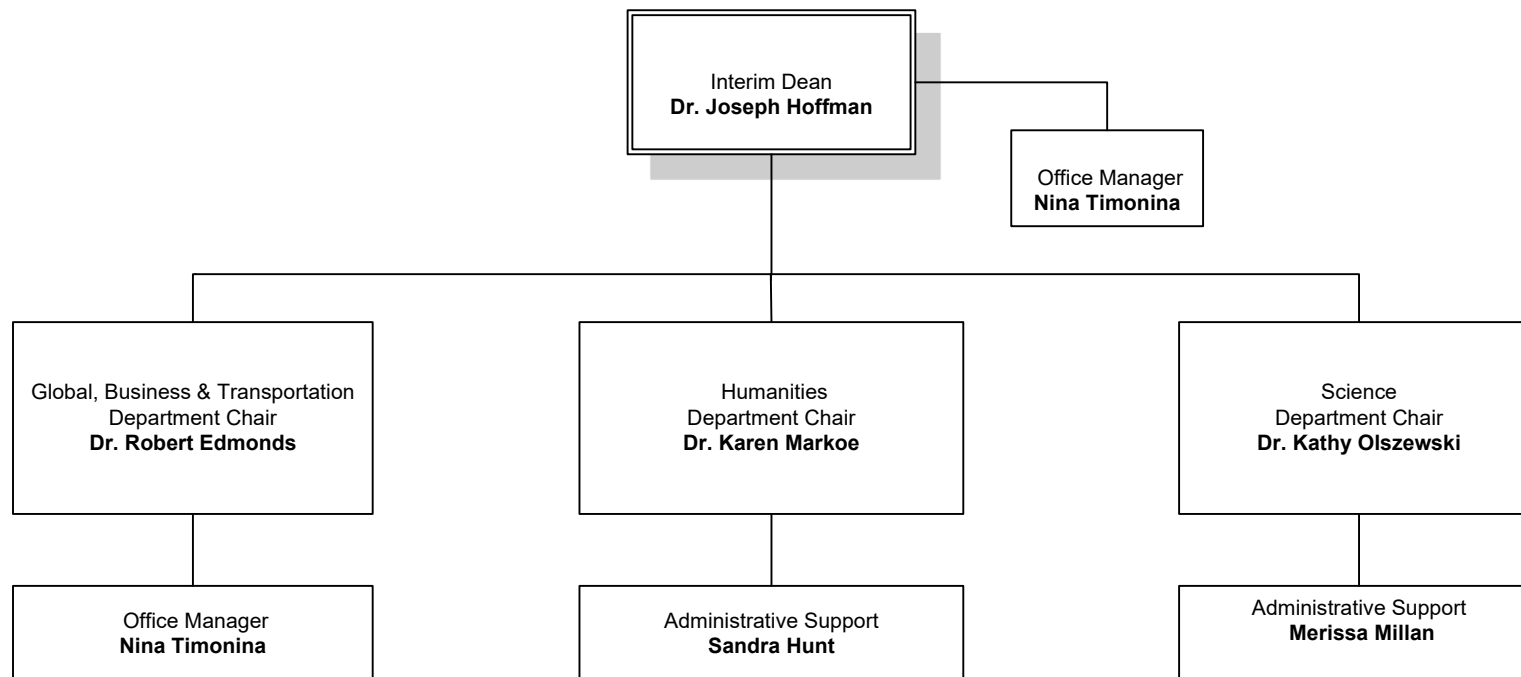 Interim Dean
Dr. Joseph Hoffman
Office Manager
Nina Timonina
Global, Business & Transportation
Department Chair
Dr. Robert Edmonds
Humanities
Department Chair
Dr. Karen Markoe
Science
Department Chair
Dr. Kathy Olszewski
Office Manager
Nina Timonina
Administrative Support
Sandra Hunt
Administrative Support
Merissa Millan